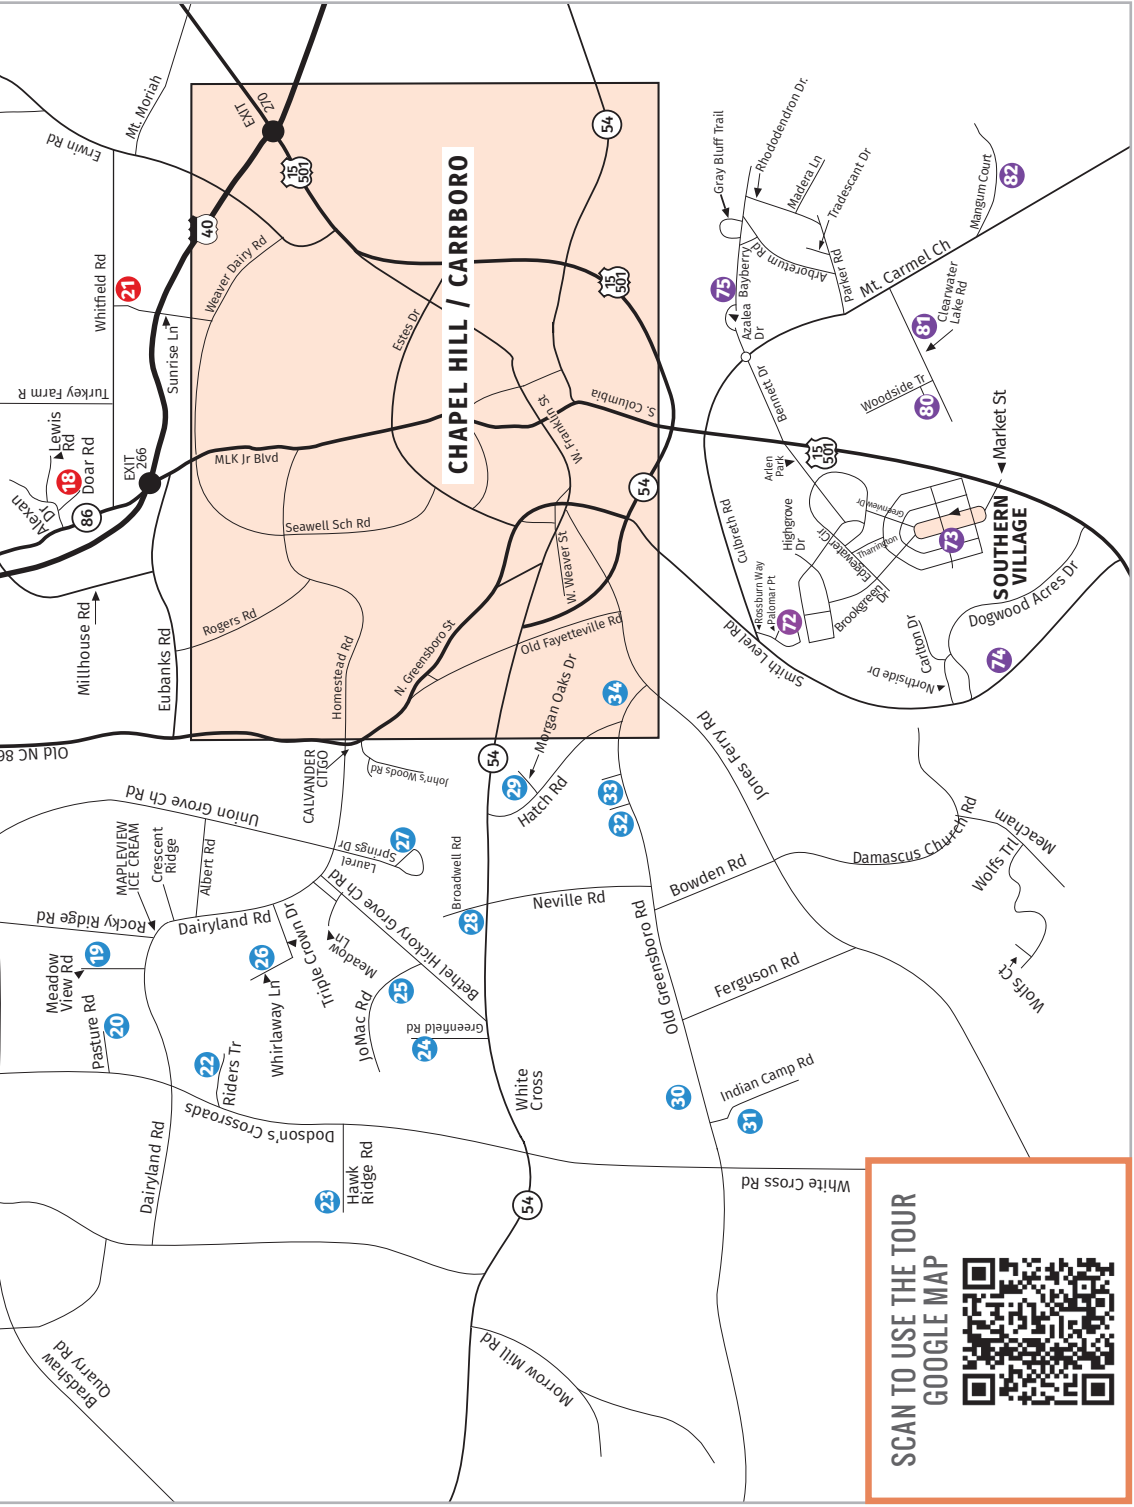 Erwin Rd
Mt. Moriah
EXIT
270
15
501
40
54
Whitfield Rd
21
Weaver Dairy Rd
Sunrise Ln
Turkey Farm R
Estes Dr
CHAPEL HILL / CARRBORO
15
501
Lewis
Rd
18
Doar Rd
Alexan
Dr
86
EXIT
266
MLK Jr Blvd
Seawell Sch Rd
W. Franklin St
S. Columbia
54
Millhouse Rd
Eubanks Rd
Rogers Rd
Homestead Rd
N. Greensboro St
W. Weaver St
Old Fayetteville Rd
Old NC 86
CALVANDER
CITGO
John's Woods Rd
54
29
Morgan Oaks Dr
Hatch Rd
34
33
32
Jones Ferry Rd
Gray Bluff Trail
Rhododendron Dr.
Madera Ln
Tradescant Dr
75
Azalea
Dr
Bayberry
Arboretum Rd
Parker Rd
Mangum Court
82
Mt. Carmel Ch
81
Clearwater
Lake Rd
Woodside Tr
80
Bennett Dr
15
501
Arlen
Park
Market St
Culbreth Rd
Highgrove
Dr
Greenview Dr
Edgewater Cir
Tharrington
73
SOUTHERN
VILLAGE
Rossburn Way
Palomar Pt
72
Brookgreen
Dr
Smith Level Rd
Carlton Dr
Northside Dr
Dogwood Acres Dr
74
Union Grove Ch Rd
MAPLEVIEW
ICE CREAM
Crescent
Ridge
Albert Rd
Laurel
Springs Dr
27
Rocky Ridge Rd
Dairyland Rd
Bethel Hickory Grove Ch Rd
Broadwell Rd
28
Neville Rd
Bowden Rd
Damascus Church Rd
Meacham
Wolfs Trl
Wolfs Ct
19
Meadow
View Rd
Pasture Rd
20
26
Triple Crown Dr
Whirlaway Ln
Meadow
Ln
25
JoMac Rd
Greenfield Rd
24
22
Riders Tr
Old Greensboro Rd
Ferguson Rd
30
Indian Camp Rd
31
White
Cross
Dodson's Crossroads
Dairyland Rd
23
Hawk
Ridge Rd
54
White Cross Rd
Bradshaw
Quarry Rd
Morrow Mill Rd
SCAN TO USE THE TOUR
GOOGLE MAP